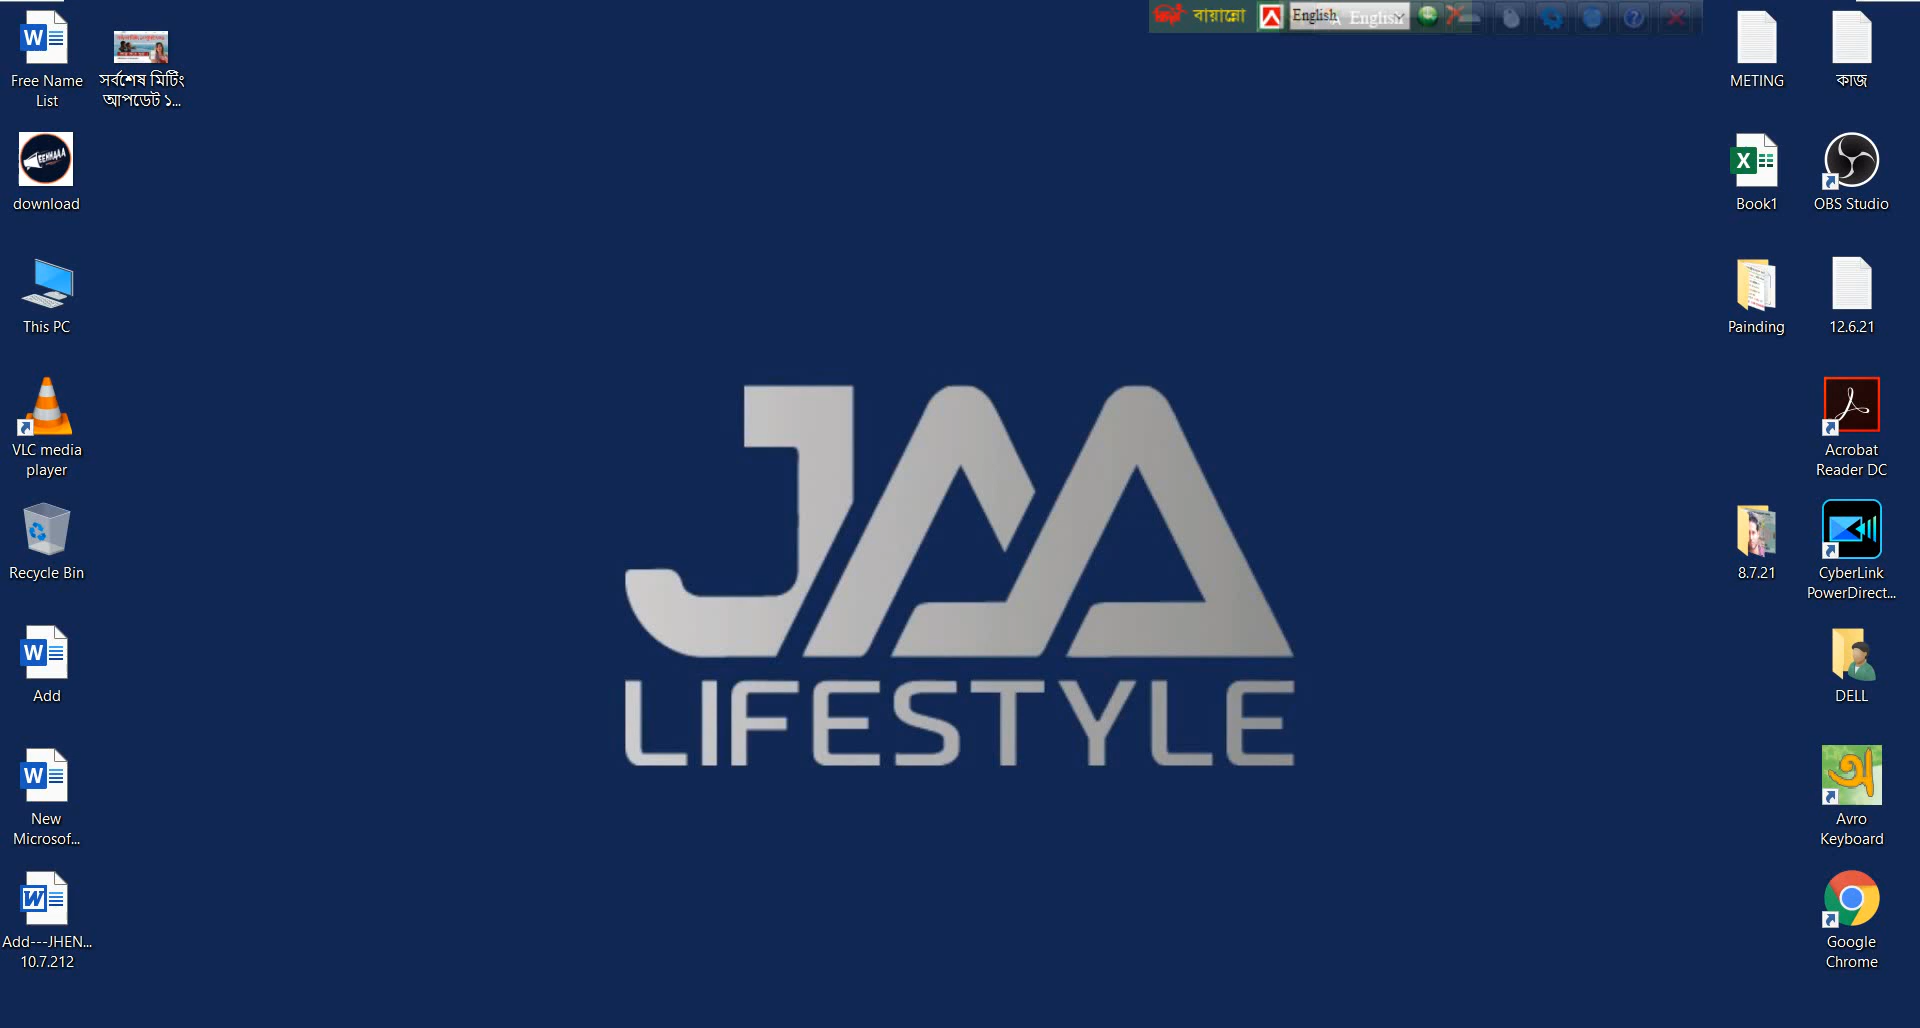 Free Name
List
সর্বশেষ মিটিং
আপডেট ১...
বায়ান্নো
English
English
METING
কাজ
download
Book1
OBS Studio
This PC
Painding
12.6.21
VLC media
player
Acrobat
Reader DC
Recycle Bin
8.7.21
CyberLink
PowerDirect...
Add
DELL
New
Microsof...
Avro
Keyboard
Add---JHEN...
10.7.212
Google
Chrome
JAA
LIFESTYLE